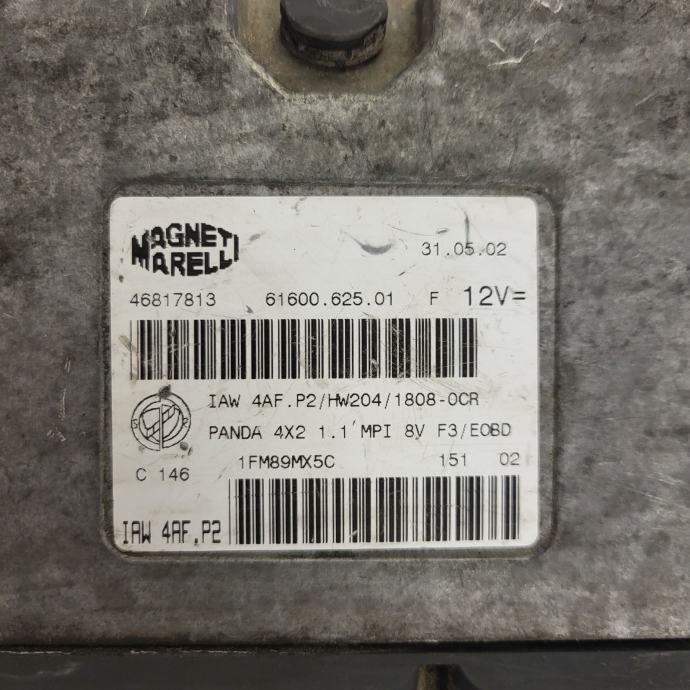 MAGNETI
MARELLI
31.05.02
46817813 61600.625.01 F 12V=
IAW 4AF.P2/HW204/1808-0CR
PANDA 4X2 1.1 MPI 8V F3/EOBD
1FM89MX5C 151 02
C 146
IAW 4AF.P2